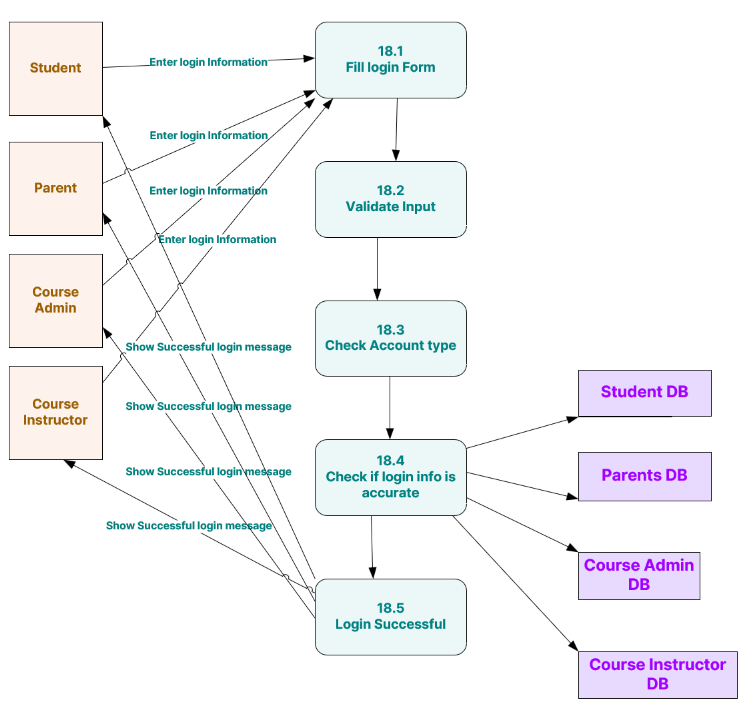 Student
Parent
Course
Admin
Course
Instructor
Enter login Information
Enter login Information
Enter login Information
Enter login Information
Show Successful login message
Show Successful login message
Show Successful login message
Show Successful login message
18.1
Fill login Form
18.2
Validate Input
18.3
Check Account type
18.4
Check if login info is
accurate
18.5
Login Successful
Student DB
Parents DB
Course Admin
DB
Course Instructor
DB